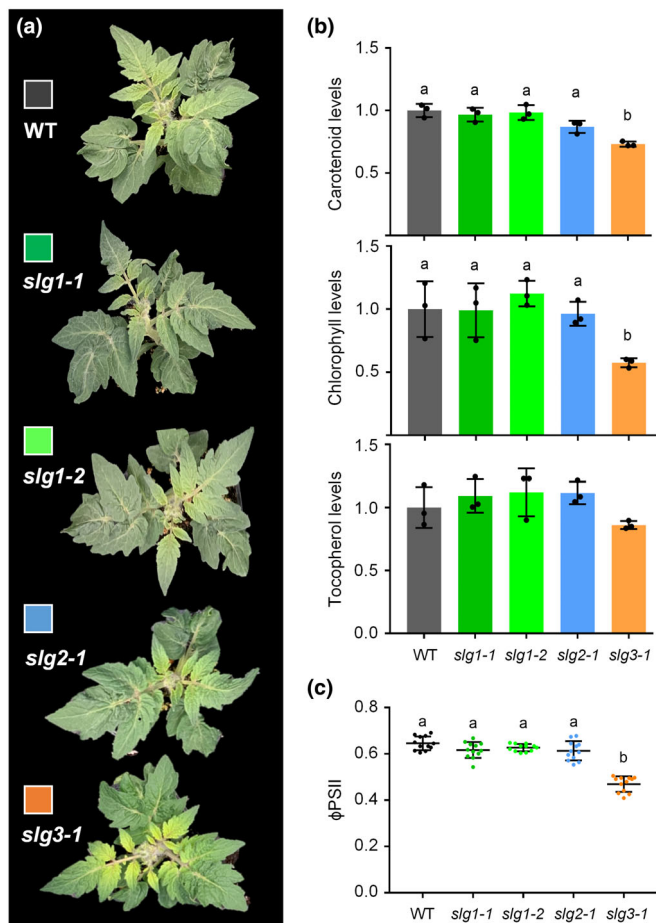 (a)
WT
slg1-1
slg1-2
slg2-1
slg3-1
(b)
Carotenoid levels
1.5
1.0
0.5
a a a a b
Chlorophyll levels
1.5
1.0
0.5
a a a a b
Tocopherol levels
1.5
1.0
0.5
0.0
WT slg1-1 slg1-2 slg2-1 slg3-1
(c)
ϕPSII
0.8
0.6
0.4
0.2
0.0
a a a a b
WT slg1-1 slg1-2 slg2-1 slg3-1